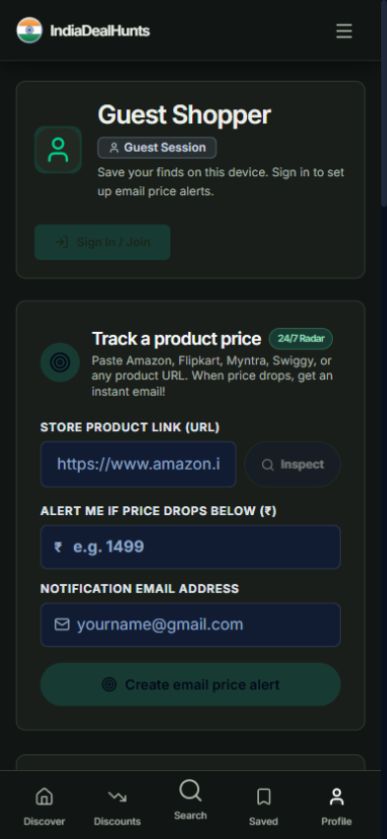 IndiaDealHunts
Guest Shopper
Guest Session
Save your finds on this device. Sign in to set
up email price alerts.
Sign In / Join
Track a product price
24/7 Radar
Paste Amazon, Flipkart, Myntra, Swiggy, or
any product URL. When price drops, get an
instant email!
STORE PRODUCT LINK (URL)
https://www.amazon.i
Inspect
ALERT ME IF PRICE DROPS BELOW (₹)
₹ e.g. 1499
NOTIFICATION EMAIL ADDRESS
yourname@gmail.com
Create email price alert
Discover
Discounts
Search
Saved
Profile